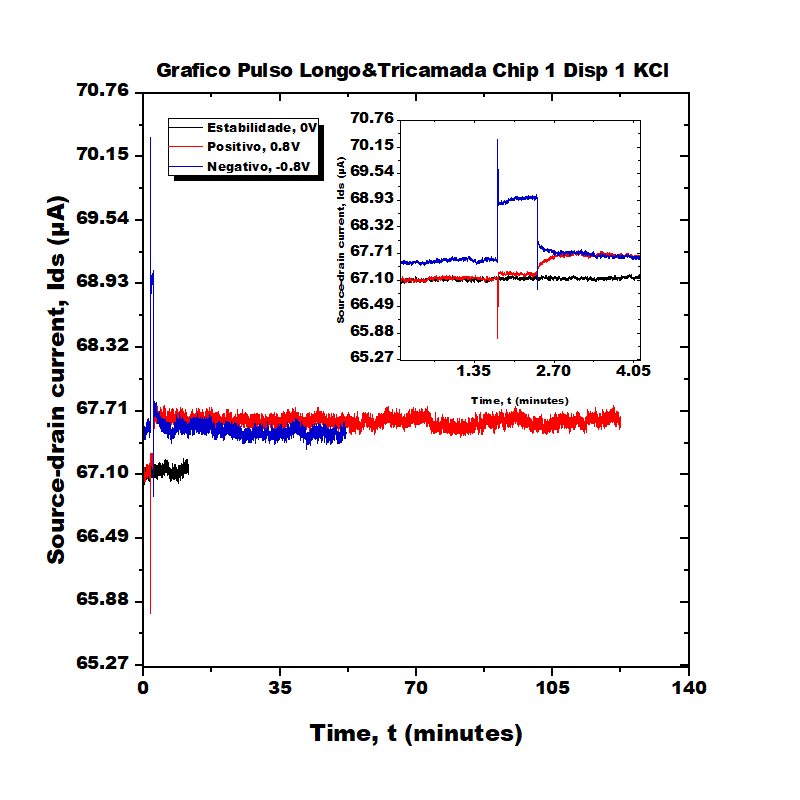 Grafico Pulso Longo&Tricamada Chip 1 Disp 1 KCl
70.76
70.15
69.54
68.93
68.32
67.71
67.10
66.49
65.88
65.27
Source-drain current, Ids (µA)
Estabilidade, 0V
Positivo, 0.8V
Negativo, -0.8V
70.76
70.15
69.54
68.93
68.32
67.71
67.10
66.49
65.88
65.27
Source-drain current, Ids (µA)
1.35 2.70 4.05
Time, t (minutes)
0 35 70 105 140
Time, t (minutes)